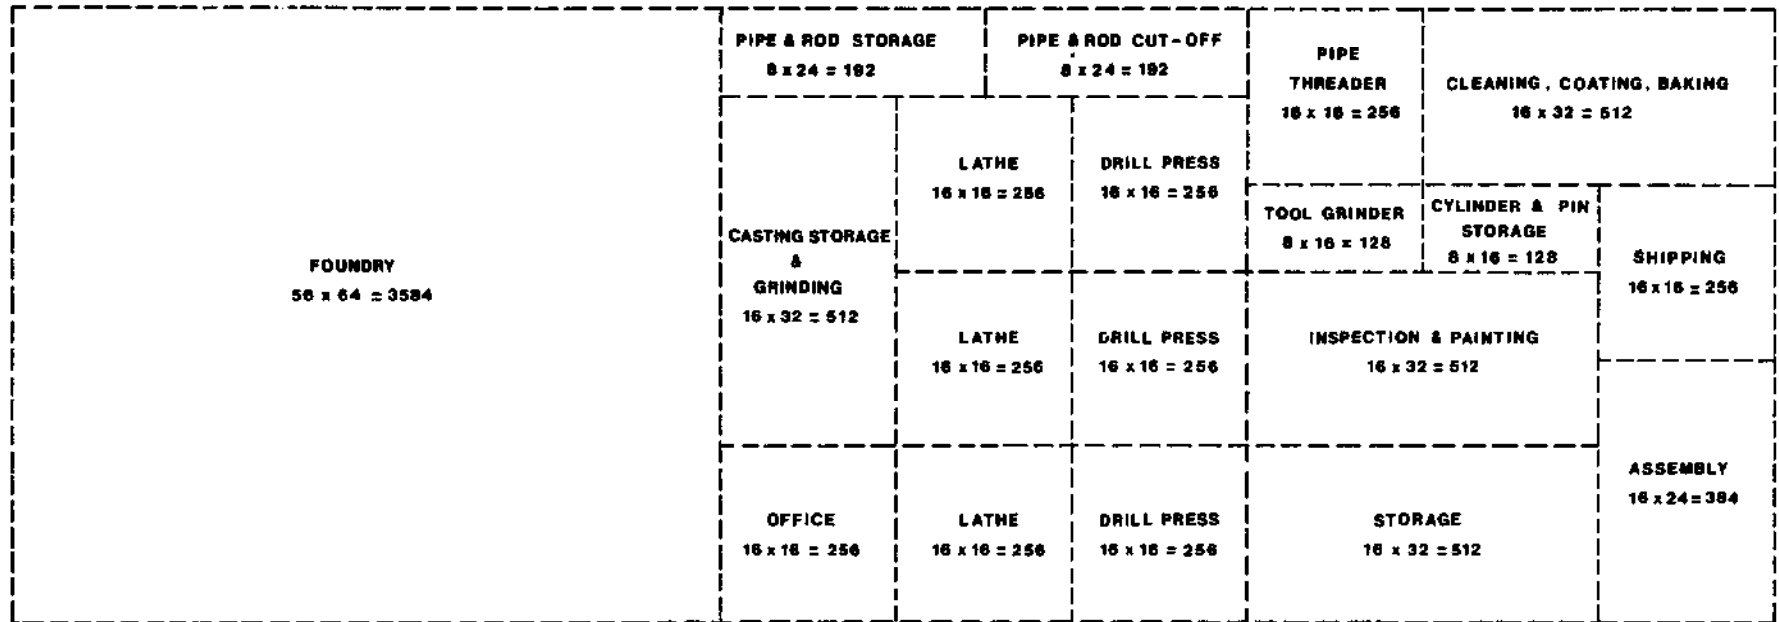 FOUNDRY
56 x 64 = 3584
PIPE & ROD STORAGE
8 x 24 = 192
PIPE & ROD CUT-OFF
8 x 24 = 192
PIPE
THREADER
16 x 16 = 256
CLEANING, COATING, BAKING
16 x 32 = 512
CASTING STORAGE
&
GRINDING
16 x 32 = 512
LATHE
16 x 16 = 256
DRILL PRESS
16 x 16 = 256
TOOL GRINDER
8 x 16 = 128
CYLINDER & PIN
STORAGE
8 x 16 = 128
SHIPPING
16 x 16 = 256
LATHE
16 x 16 = 256
DRILL PRESS
16 x 16 = 256
INSPECTION & PAINTING
16 x 32 = 512
OFFICE
16 x 16 = 256
LATHE
16 x 16 = 256
DRILL PRESS
16 x 16 = 256
STORAGE
16 x 32 = 512
ASSEMBLY
16 x 24 = 384